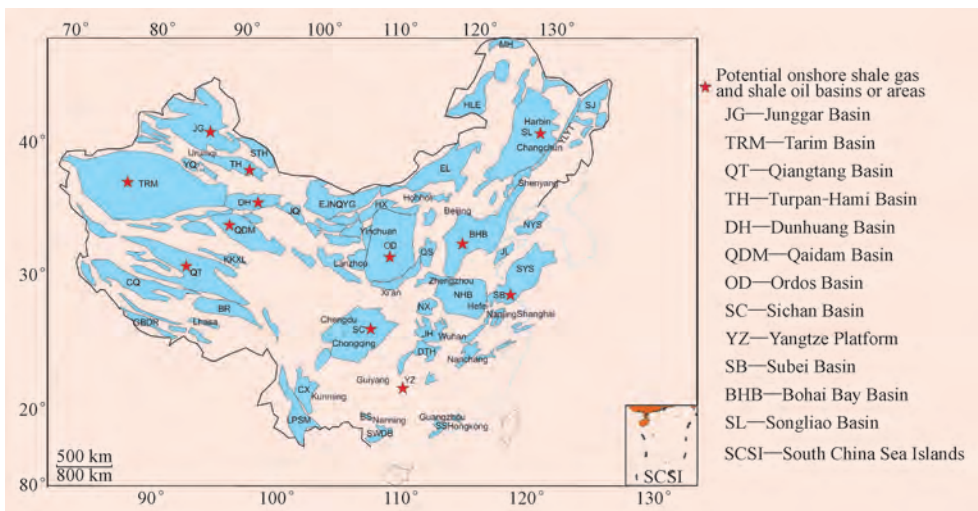 70° 80° 90° 100° 110° 120° 130°
MH
HLE
SJ
Harbin
SL
Changchun
YLYT
JG
Urumqi
STH
YQ
TH
40°
EL
Shenyang
TRM
DH
JQ
EJNQYG
HX
Hohhot
Beijing
QDM
Yinchuan
BHB
NYS
OD
QS
JL
KKXL
Lanzhou
SYS
30°
QT
CQ
Xi'an
Zhengzhou
NHB
SB
BR
Hefe
GBDR
Lhasa
NX
Nanjing
Shanghai
Chengdu
SC
JH
Wuhan
Chongqing
DTH
Nanchang
Guiyang
YZ
CX
Kunming
20°
LPSM
BS
Nanning
Guangzhou
SWDB
SS
Hongkong
500 km
800 km
SCSI
80°
90° 100° 110° 120° 130°
Potential onshore shale gas
and shale oil basins or areas
JG—Junggar Basin
TRM—Tarim Basin
QT—Qiangtang Basin
TH—Turpan-Hami Basin
DH—Dunhuang Basin
QDM—Qaidam Basin
OD—Ordos Basin
SC—Sichan Basin
YZ—Yangtze Platform
SB—Subei Basin
BHB—Bohai Bay Basin
SL—Songliao Basin
SCSI—South China Sea Islands